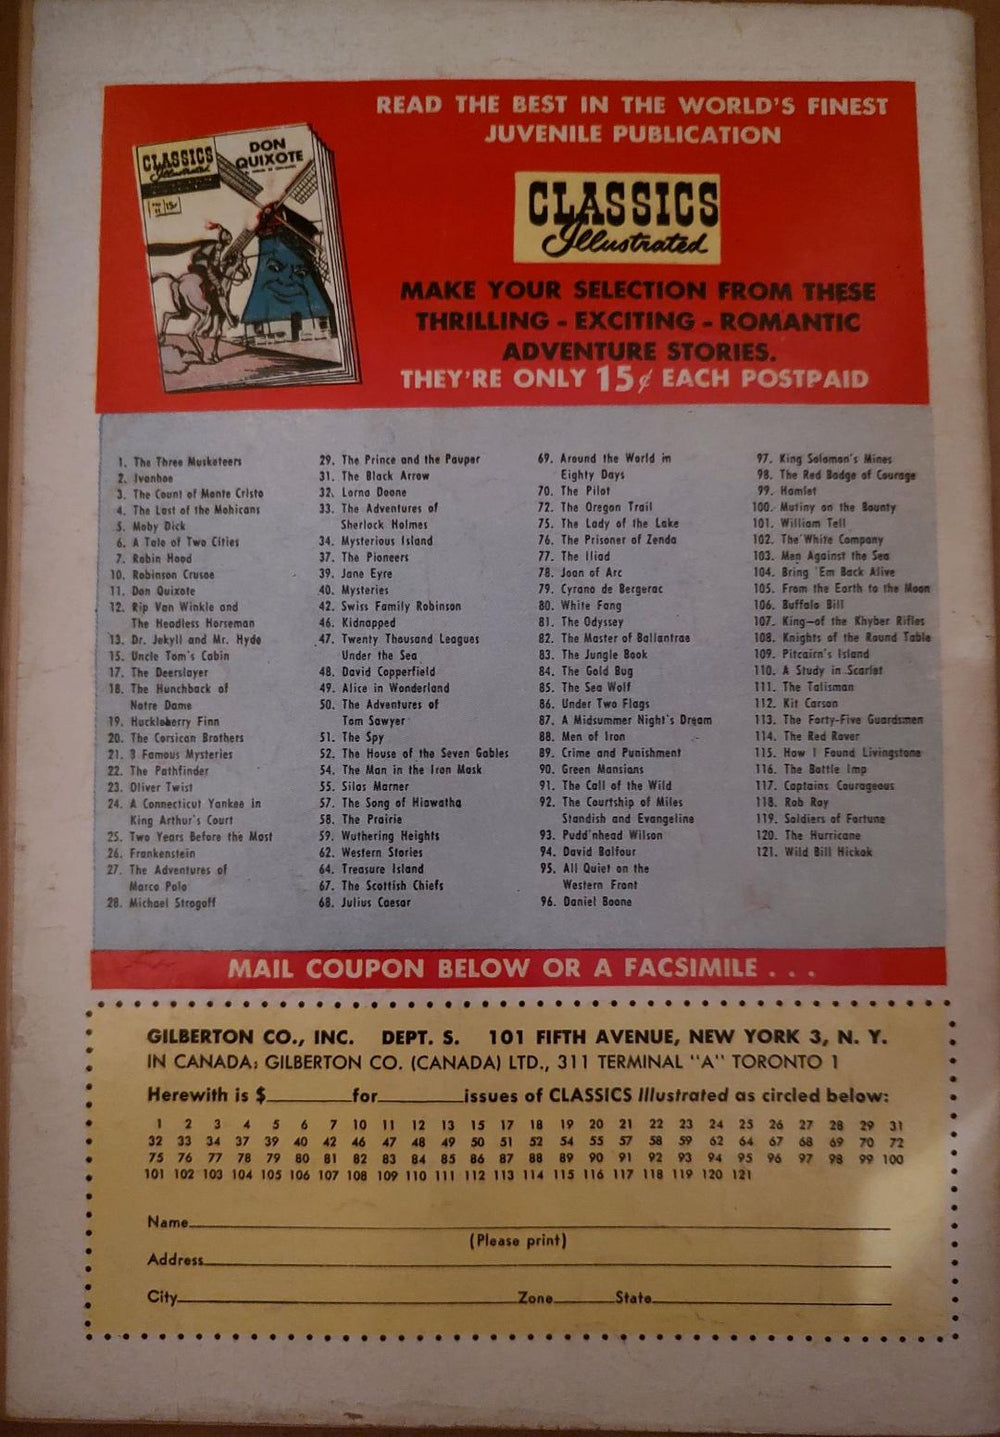 READ THE BEST IN THE WORLD'S FINEST
JUVENILE PUBLICATION
CLASSICS
Illustrated
DON
QUIXOTE
15¢
CLASSICS
Illustrated
MAKE YOUR SELECTION FROM THESE
THRILLING - EXCITING - ROMANTIC
ADVENTURE STORIES.
THEY'RE ONLY 15¢ EACH POSTPAID
1. The Three Musketeers
2. Ivanhoe
3. The Count of Monte Cristo
4. The Last of the Mohicans
5. Moby Dick
6. A Tale of Two Cities
7. Robin Hood
10. Robinson Crusoe
11. Don Quixote
12. Rip Van Winkle and
The Headless Horseman
13. Dr. Jekyll and Mr. Hyde
15. Uncle Tom's Cabin
17. The Deerslayer
18. The Hunchback of
Notre Dame
19. Huckleberry Finn
20. The Corsican Brothers
21. 3 Famous Mysteries
22. The Pathfinder
23. Oliver Twist
24. A Connecticut Yankee in
King Arthur's Court
25. Two Years Before the Mast
26. Frankenstein
27. The Adventures of
Marco Polo
28. Michael Strogoff
29. The Prince and the Pauper
31. The Black Arrow
32. Lorna Doone
33. The Adventures of
Sherlock Holmes
34. Mysterious Island
37. The Pioneers
39. Jane Eyre
40. Mysteries
42. Swiss Family Robinson
46. Kidnapped
47. Twenty Thousand Leagues
Under the Sea
48. David Copperfield
49. Alice in Wonderland
50. The Adventures of
Tom Sawyer
51. The Spy
52. The House of the Seven Gables
54. The Man in the Iron Mask
55. Silas Marner
57. The Song of Hiawatha
58. The Prairie
59. Wuthering Heights
62. Western Stories
64. Treasure Island
67. The Scottish Chiefs
68. Julius Caesar
69. Around the World in
Eighty Days
70. The Pilot
72. The Oregon Trail
75. The Lady of the Lake
76. The Prisoner of Zenda
77. The Iliad
78. Joan of Arc
79. Cyrano de Bergerac
80. White Fang
81. The Odyssey
82. The Master of Ballantrae
83. The Jungle Book
84. The Gold Bug
85. The Sea Wolf
86. Under Two Flags
87. A Midsummer Night's Dream
88. Men of Iron
89. Crime and Punishment
90. Green Mansions
91. The Call of the Wild
92. The Courtship of Miles
Standish and Evangeline
93. Pudd'nhead Wilson
94. David Balfour
95. All Quiet on the
Western Front
96. Daniel Boone
97. King Solomon's Mines
98. The Red Badge of Courage
99. Hamlet
100. Mutiny on the Bounty
101. William Tell
102. The White Company
103. Men Against the Sea
104. Bring 'Em Back Alive
105. From the Earth to the Moon
106. Buffalo Bill
107. King—of the Khyber Rifles
108. Knights of the Round Table
109. Pitcairn's Island
110. A Study in Scarlet
111. The Talisman
112. Kit Carson
113. The Forty-Five Guardsmen
114. The Red Rover
115. How I Found Livingstone
116. The Bottle Imp
117. Captains Courageous
118. Rob Roy
119. Soldiers of Fortune
120. The Hurricane
121. Wild Bill Hickok
MAIL COUPON BELOW OR A FACSIMILE . . .
GILBERTON CO., INC. DEPT. S. 101 FIFTH AVENUE, NEW YORK 3, N. Y.
IN CANADA; GILBERTON CO. (CANADA) LTD., 311 TERMINAL "A" TORONTO 1
Herewith is $________for________issues of CLASSICS Illustrated as circled below:
1 2 3 4 5 6 7 10 11 12 13 15 17 18 19 20 21 22 23 24 25 26 27 28 29 31
32 33 34 37 39 40 42 46 47 48 49 50 51 52 54 55 57 58 59 62 64 67 68 69 70 72
75 76 77 78 79 80 81 82 83 84 85 86 87 88 89 90 91 92 93 94 95 96 97 98 99 100
101 102 103 104 105 106 107 108 109 110 111 112 113 114 115 116 117 118 119 120 121
Name________
(Please print)
Address________
City________Zone________State________